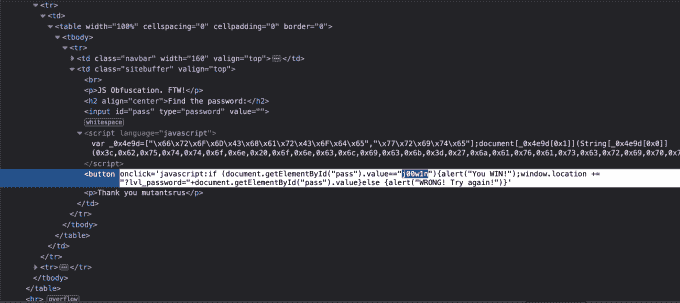 <tr>
<td>
<table width="100%" cellspacing="0" cellpadding="0" border="0">
<tbody>
<tr>
<td class="navbar" width="160" valign="top"></td>
<td class="sitebuffer" valign="top">
<br>
<p>JS Obfuscation. FTW!</p>
<h2 align="center">Find the password:</h2>
<input id="pass" type="password" value="">
whitespace
<script language="javascript">
var _0x4e9d=["\x66\x72\x6F\x6D\x43\x68\x61\x72\x43\x6F\x64\x65","\x77\x72\x69\x74\x65"];document[_0x4e9d[1]](String[_0x4e9d[0]]
(0x3c,0x62,0x75,0x74,0x74,0x6f,0x6e,0x20,0x6f,0x6e,0x63,0x6c,0x69,0x63,0x6b,0x3d,0x27,0x6a,0x61,0x76,0x61,0x73,0x63,0x72,0x69,0x70,0x7
</script>
<button onclick='javascript:if (document.getElementById("pass").value=="j00w1n"){alert("You WIN!");window.location +=
"?lvl_password="+document.getElementById("pass").value}else {alert("WRONG! Try again!")}'
<p>Thank you mutantsrus</p>
</td>
</tr>
</tbody>
</table>
</td>
</tr>
<tr></tr>
</tbody>
</table>
<hr> overflow